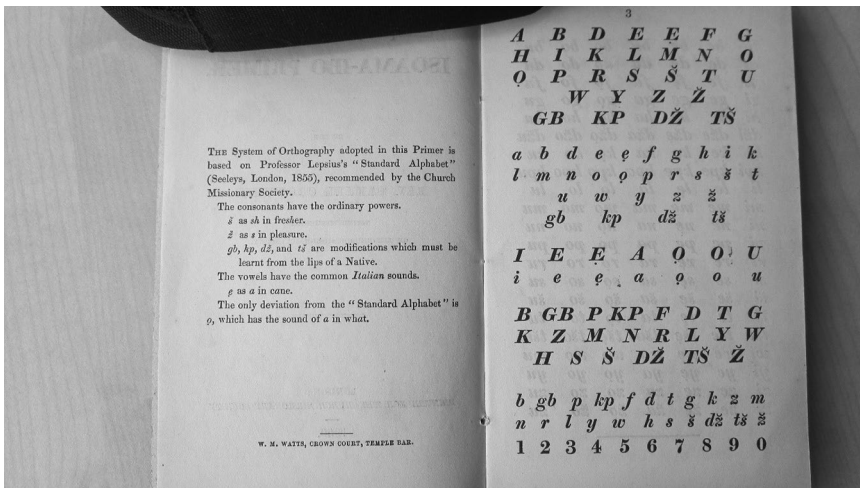 THE System of Orthography adopted in this Primer is
based on Professor Lepsius's “Standard Alphabet”
(Seeleys, London, 1855), recommended by the Church
Missionary Society.
The consonants have the ordinary powers.
š as sh in fresher.
ž as s in pleasure.
gb, kp, dž, and tš are modifications which must be
learnt from the lips of a Native.
The vowels have the common Italian sounds.
ẹ as a in cane.
The only deviation from the “Standard Alphabet” is
ọ, which has the sound of a in what.
W. M. WATTS, CROWN COURT, TEMPLE BAR.
3
A B D E Ẹ F G
H I K L M N O
Ọ P R S Š T U
W Y Z Ž
GB KP DŽ TŠ
a b d e ẹ f g h i k
l m n o ọ p r s š t
u w y z ž
gb kp dž tš
I E Ẹ A Ọ O U
i e ẹ a ọ o u
B GB P KP F D T G
K Z M N R L Y W
H S Š DŽ TŠ Ž
b gb p kp f d t g k z m
n r l y w h s š dž tš ž
1 2 3 4 5 6 7 8 9 0